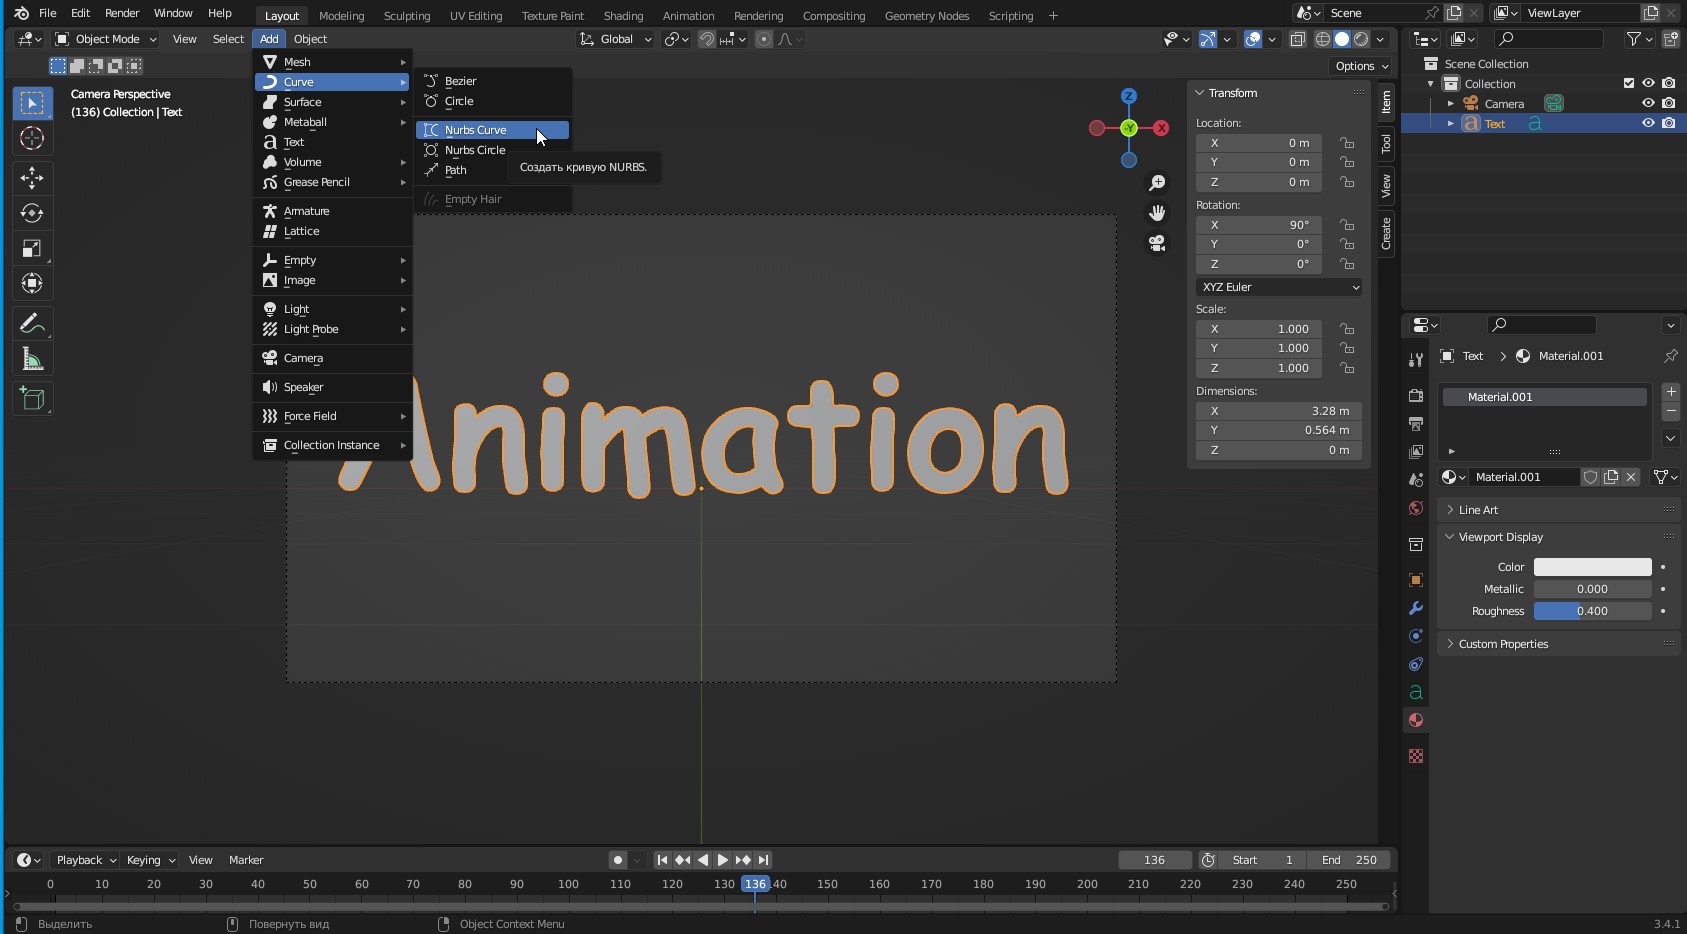 File Edit Render Window Help
Layout Modeling Sculpting UV Editing Texture Paint Shading Animation Rendering Compositing Geometry Nodes Scripting +
Scene
ViewLayer
Object Mode View Select Add Object
Global
Options
Camera Perspective
(136) Collection | Text
Mesh
Curve
Surface
Metaball
Text
Volume
Grease Pencil
Armature
Lattice
Empty
Image
Light
Light Probe
Camera
Speaker
Force Field
Collection Instance
Bezier
Circle
Nurbs Curve
Nurbs Circle
Path
Empty Hair
Создать кривую NURBS.
Animation
Z
-Y
X
Transform
Location:
X 0 m
Y 0 m
Z 0 m
Rotation:
X 90°
Y 0°
Z 0°
XYZ Euler
Scale:
X 1.000
Y 1.000
Z 1.000
Dimensions:
X 3.28 m
Y 0.564 m
Z 0 m
Item
Tool
View
Create
Scene Collection
Collection
Camera
Text
Text Material.001
Material.001
Material.001
Line Art
Viewport Display
Color
Metallic 0.000
Roughness 0.400
Custom Properties
Playback Keying View Marker
136
Start 1
End 250
0 10 20 30 40 50 60 70 80 90 100 110 120 130 136 140 150 160 170 180 190 200 210 220 230 240 250
Выделить
Повернуть вид
Object Context Menu
3.4.1